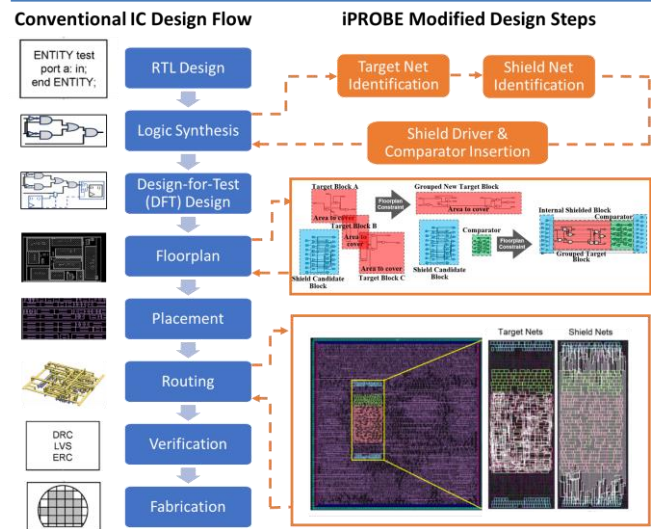 Conventional IC Design Flow
iPROBE Modified Design Steps
ENTITY test
port a: in;
end ENTITY;
RTL Design
Target Net
Identification
Shield Net
Identification
Logic Synthesis
Shield Driver &
Comparator Insertion
Design-for-Test
(DFT) Design
Target Block A
Area to cover
Target Block B
Area to
cover
Area to cover
Target Block C
Shield Candidate
Block
Floorplan
Constraint
Grouped New Target Block
Area to cover
Shield Candidate
Block
Comparator
Floorplan
Constraint
Internal Shielded Block
Comparator
Grouped Target
Block
Floorplan
Placement
Target Nets
Shield Nets
Routing
DRC
LVS
ERC
Verification
Fabrication